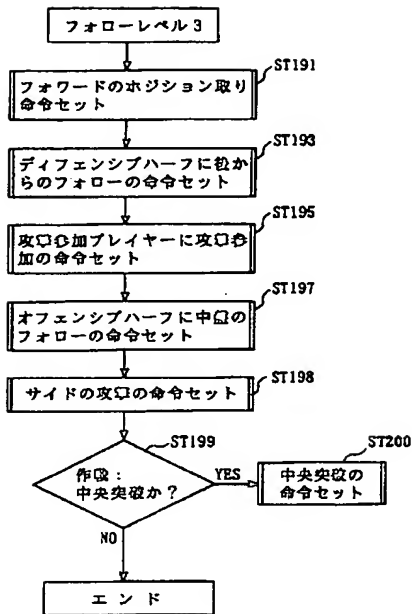 フォローレベル3
ST191
フォワードのホジション取り
命令セット
ST193
ディフェンシブハーフに後か
らのフォローの命令セット
ST195
攻撃参加プレイヤーに攻撃参
加の命令セット
ST197
オフェンシブハーフに中盤の
フォローの命令セット
ST198
サイドの攻撃の命令セット
ST199
作戦:
中央突破か?
YES
ST200
中央突破の
命令セット
NO
エンド